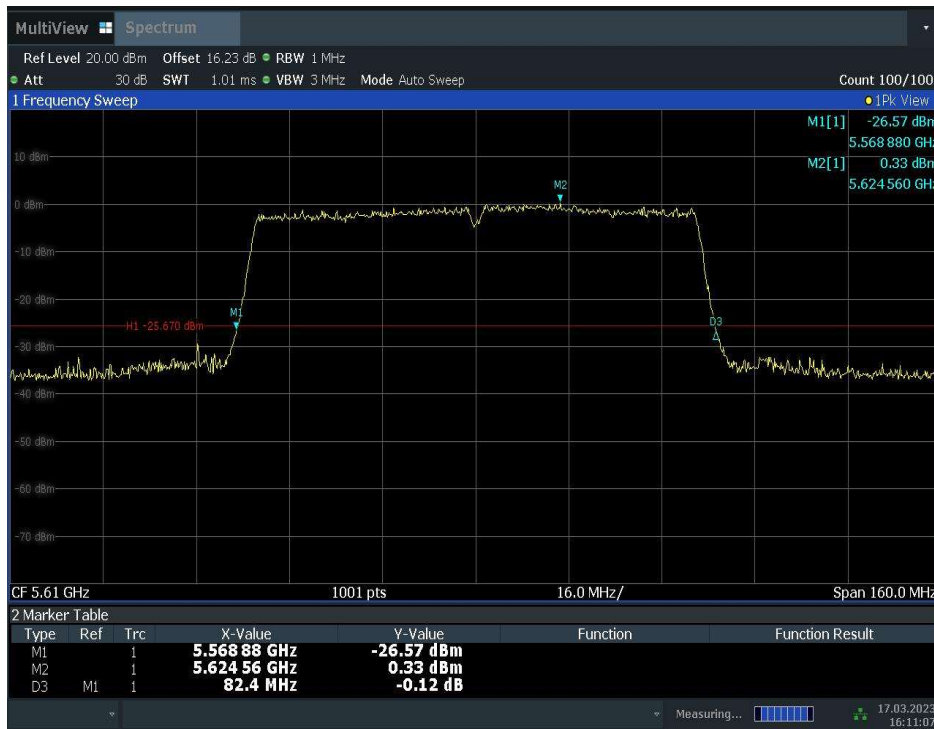 MultiView Spectrum
Ref Level 20.00 dBm Offset 16.23 dB RBW 1 MHz
Att 30 dB SWT 1.01 ms VBW 3 MHz Mode Auto Sweep Count 100/100
1 Frequency Sweep 1Pk View
M1[1] -26.57 dBm
5.568 880 GHz
10 dBm
M2[1] 0.33 dBm
5.624 560 GHz
M2
0 dBm
-10 dBm
-20 dBm
M1
H1 -25.670 dBm
D3
-30 dBm
-40 dBm
-50 dBm
-60 dBm
-70 dBm
CF 5.61 GHz 1001 pts 16.0 MHz/ Span 160.0 MHz
2 Marker Table
Type Ref Trc X-Value Y-Value Function Function Result
M1 1 5.568 88 GHz -26.57 dBm
M2 1 5.624 56 GHz 0.33 dBm
D3 M1 1 82.4 MHz -0.12 dB
Measuring... 17.03.2023
16:11:07